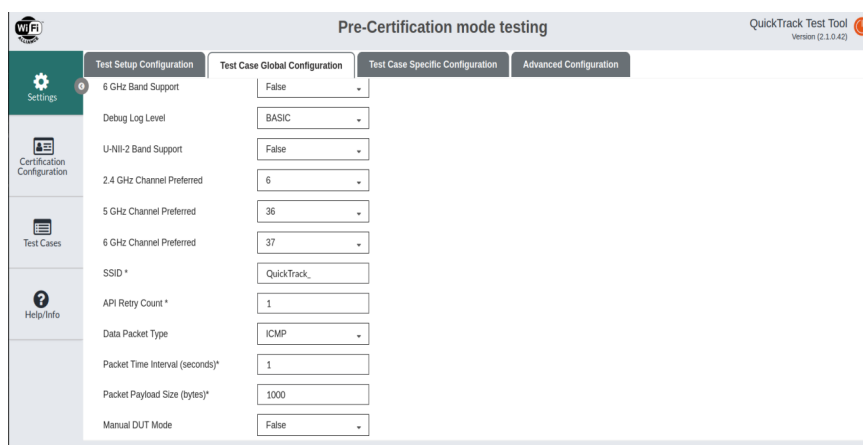 Wi Fi
ALLIANCE
Pre-Certification mode testing
QuickTrack Test Tool
Version (2.1.0.42)
Settings
Certification
Configuration
Test Cases
Help/Info
Test Setup Configuration
Test Case Global Configuration
Test Case Specific Configuration
Advanced Configuration
6 GHz Band Support False
Debug Log Level BASIC
U-NII-2 Band Support False
2.4 GHz Channel Preferred 6
5 GHz Channel Preferred 36
6 GHz Channel Preferred 37
SSID * QuickTrack_
API Retry Count * 1
Data Packet Type ICMP
Packet Time Interval (seconds)* 1
Packet Payload Size (bytes)* 1000
Manual DUT Mode False